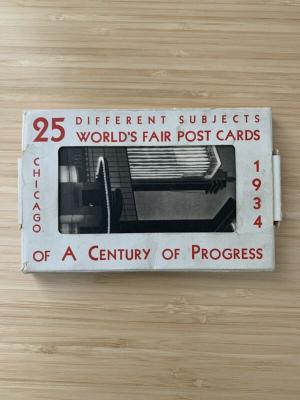 25 DIFFERENT SUBJECTS
WORLD'S FAIR POST CARDS
CHICAGO
1934
OF A CENTURY OF PROGRESS